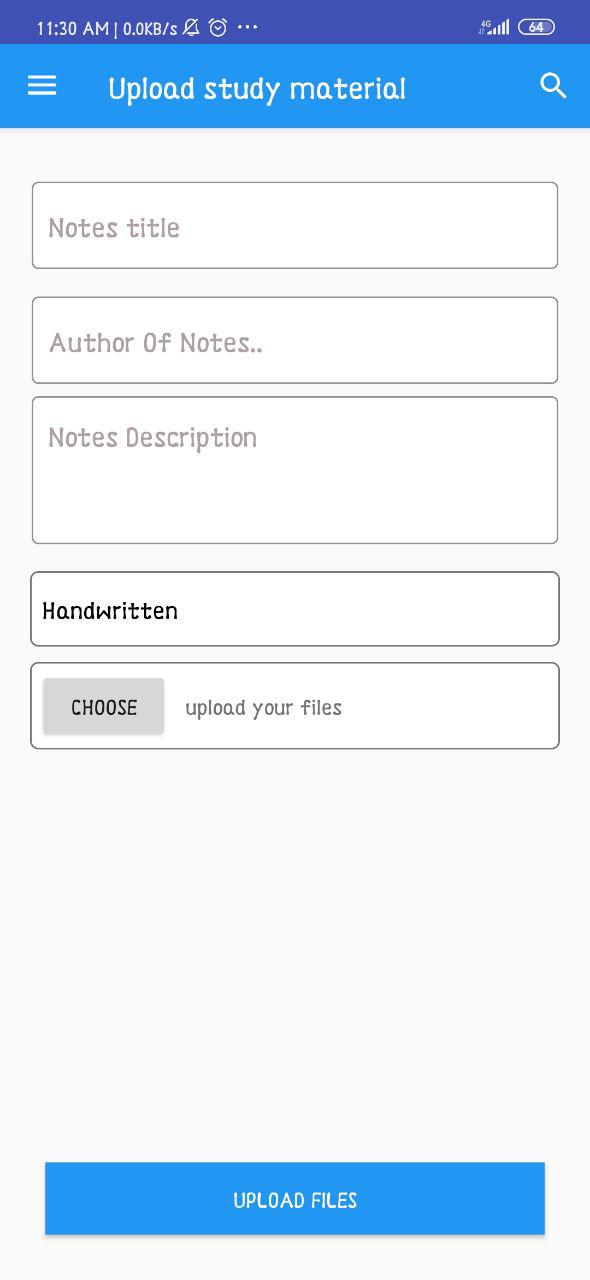 11:30 AM | 0.0KB/s ... 4G 64
Upload study material
Notes title
Author Of Notes..
Notes Description
Handwritten
CHOOSE upload your files
UPLOAD FILES